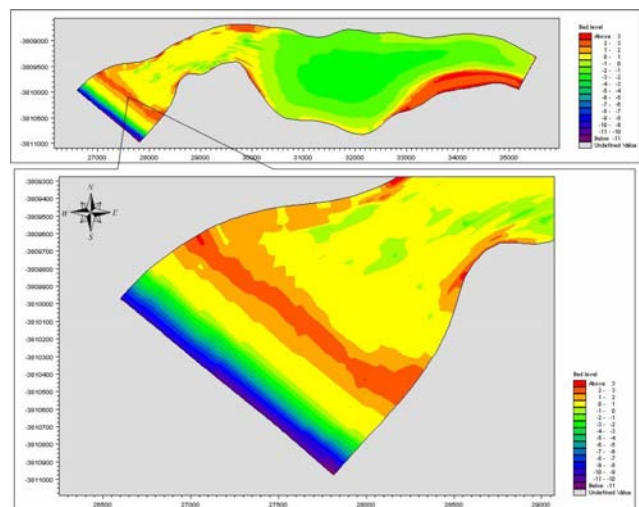 -3809000
-3810000
-3811000
27000 28000 29000 30000 31000 32000 33000 34000 35000
Bed level
Above 3
2 - 3
1 - 2
0 - 1
-1 - 0
-2 - -1
-3 - -2
-4 - -3
-5 - -4
-6 - -5
-7 - -6
-8 - -7
-9 - -8
-10 - -9
-11 - -10
Below -11
Undefined Value
N
W E
S
-3809300
-3809400
-3809500
-3809600
-3809700
-3809800
-3809900
-3810000
-3810100
-3810200
-3810300
-3810400
-3810500
-3810600
-3810700
-3810800
-3810900
-3811000
26500 27000 27500 28000 28500 29000
Bed level
Above 3
2 - 3
1 - 2
0 - 1
-1 - 0
-2 - -1
-3 - -2
-4 - -3
-5 - -4
-6 - -5
-7 - -6
-8 - -7
-9 - -8
-10 - -9
-11 - -10
Below -11
Undefined Value